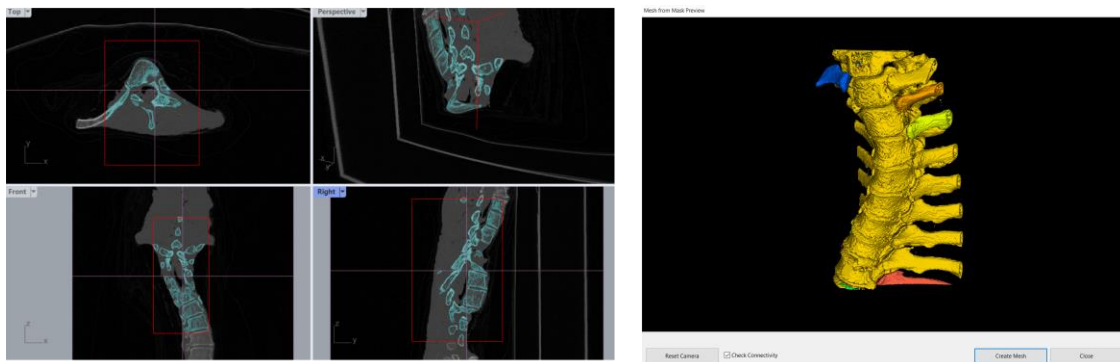 Top
Perspective
y
x
Front
Right
z
x
z
y
Mesh from Mask Preview
Reset Camera
Check Connectivity
Create Mesh
Close